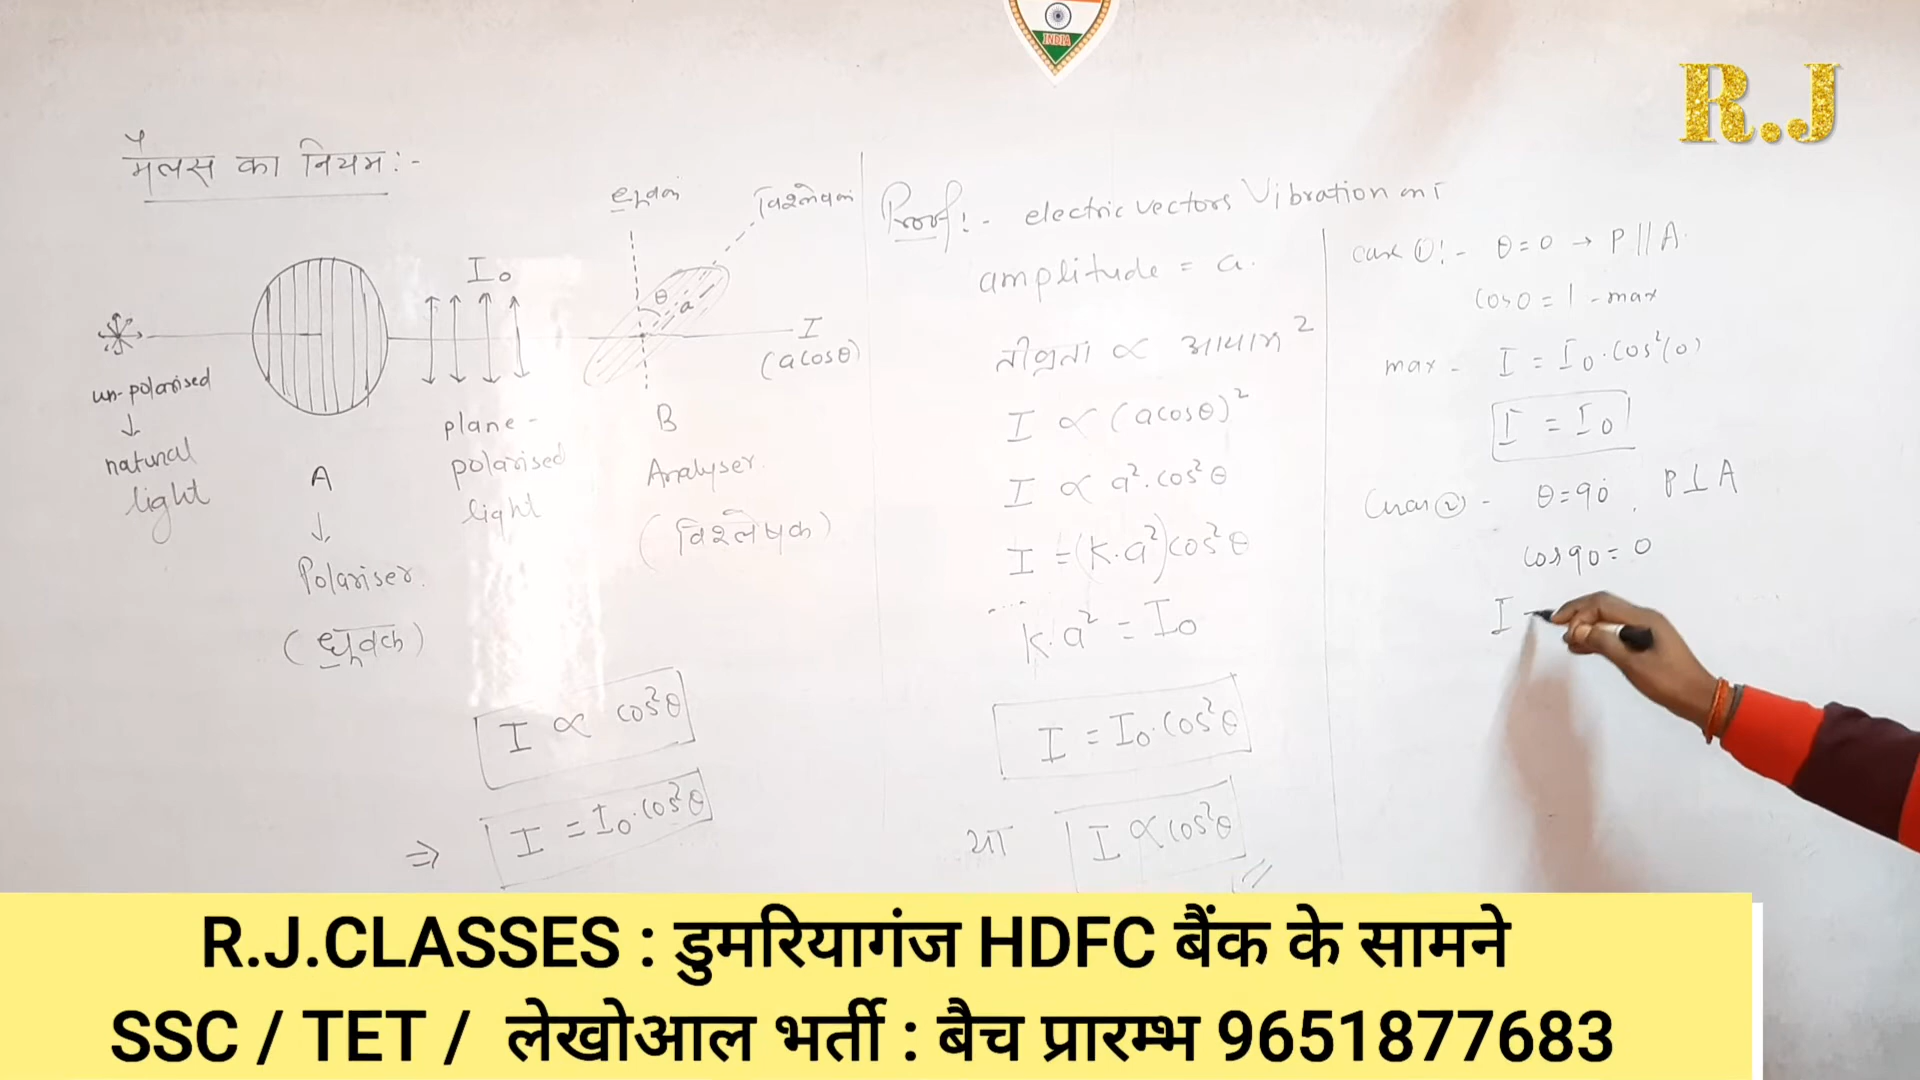 INDIA
R.J
मैलस का नियम :-
ध्रुवक
विश्लेषक
I₀
θ
a
I
(a cosθ)
un-polarised
↓
natural
light
A
↓
Polariser
(ध्रुवक)
plane-
polarised
light
B
Analyser
(विश्लेषक)
I ∝ cos²θ
⇒ I = I₀.cos²θ
Proof :- electric vectors Vibration
amplitude = a.
तीव्रता ∝ आयाम²
I ∝ (a cosθ)²
I ∝ a².cos²θ
I = (K.a²)cos²θ
K.a² = I₀
I = I₀.cos²θ
या I ∝ cos²θ
case ①:- θ=0 → P || A.
cos0 = 1 - max
max - I = I₀.cos²(0)
I = I₀
② - θ=90°, P⊥A
cos90 = 0
I =
R.J.CLASSES : डुमरियागंज HDFC बैंक के सामने
SSC / TET / लेखोआल भर्ती : बैच प्रारम्भ 9651877683